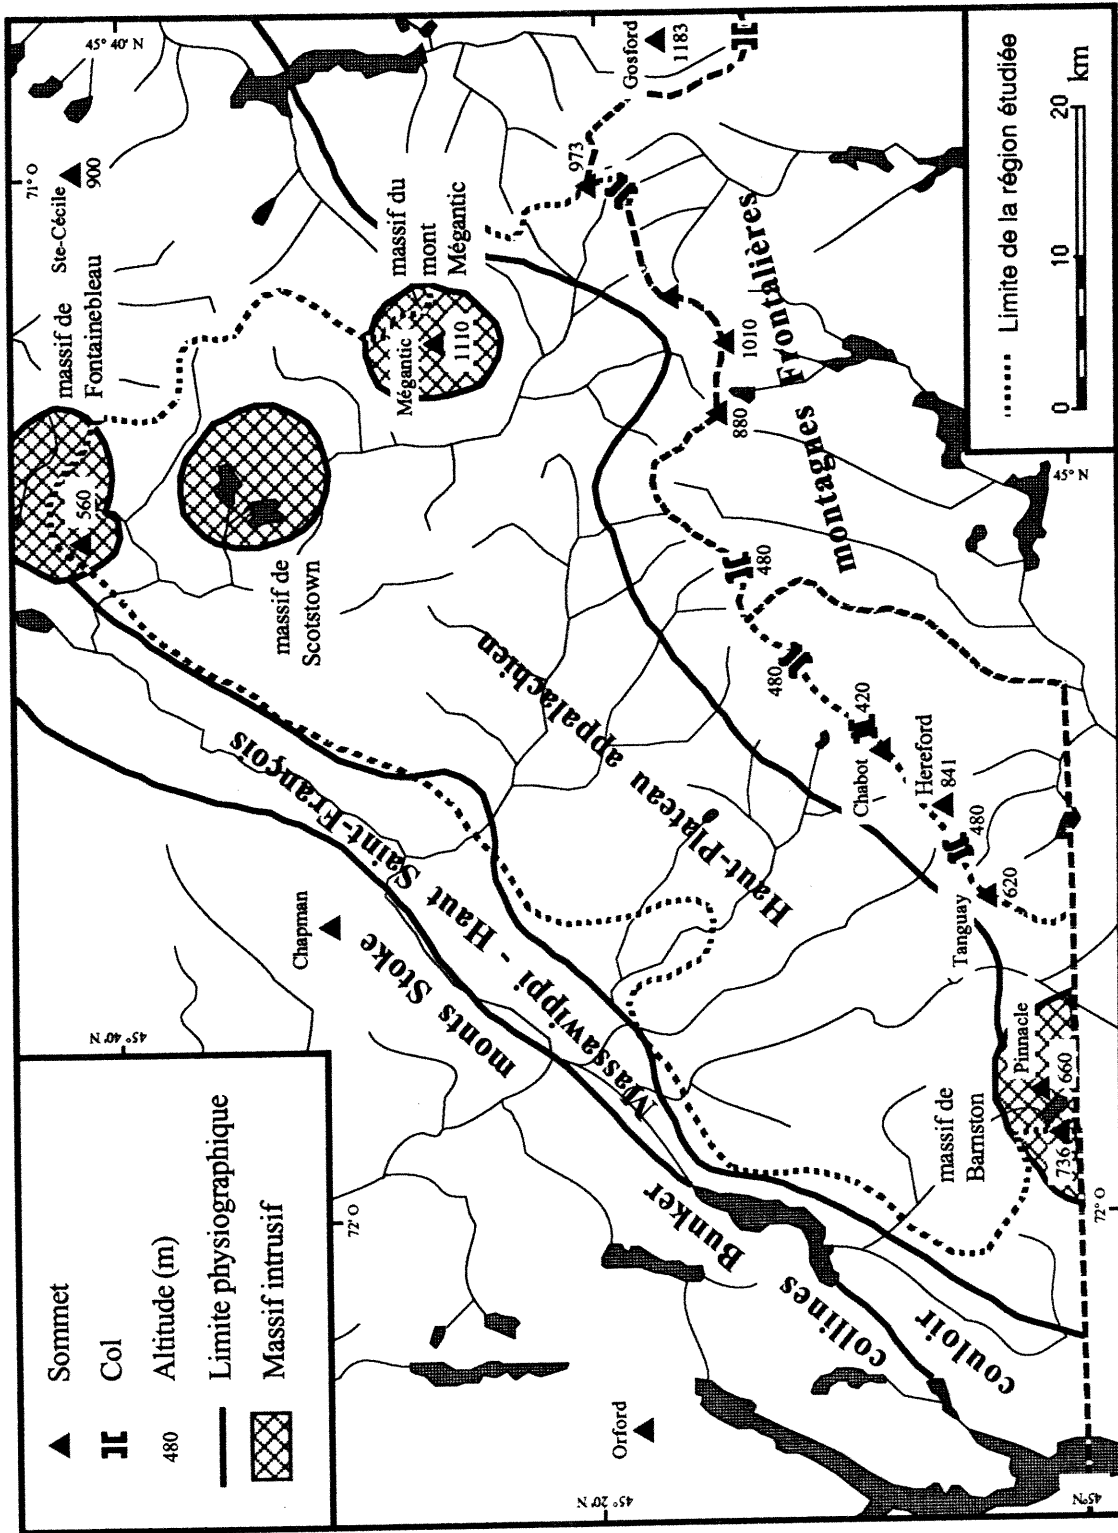 Sommet
Col
480
Altitude (m)
Limite physiographique
Massif intrusif
45° 40' N
45° 20' N
45° N
72° O
Orford
Chapman
monts Stoke
collines Bunker
couloir Massawippi - Haut Saint-François
Haut-Plateau appalachien
montagnes Frontalières
massif de
Scotstown
massif de
Fontainebleau
560
Ste-Cécile
900
71° O
45° 40' N
massif du
mont
Mégantic
Mégantic
1110
Gosford
1183
973
1010
880
480
480
420
Chabot
Hereford
841
480
Tanguay
620
massif de
Barnston
Pinnacle
660
736
72° O
45° N
Limite de la région étudiée
0
10
20
km